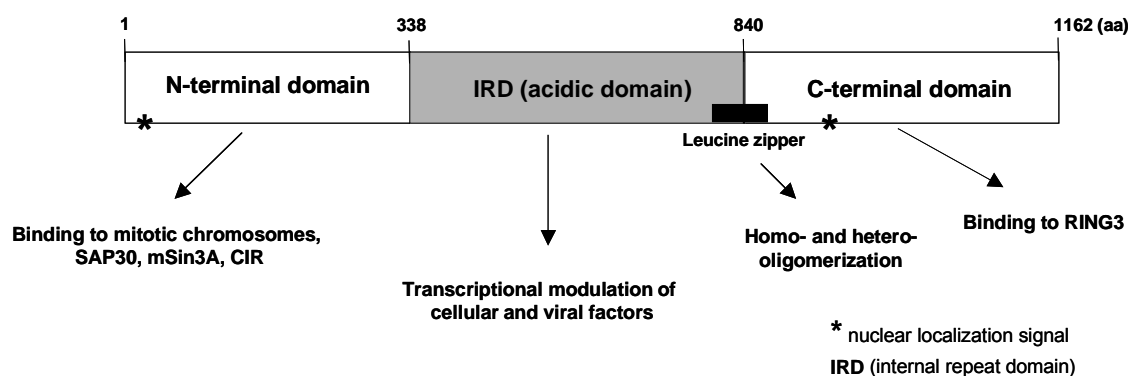 1 338 840 1162 (aa)
N-terminal domain IRD (acidic domain) C-terminal domain
* *
Leucine zipper
Binding to mitotic chromosomes,
SAP30, mSin3A, CIR
Transcriptional modulation of
cellular and viral factors
Homo- and hetero-
oligomerization
Binding to RING3
* nuclear localization signal
IRD (internal repeat domain)